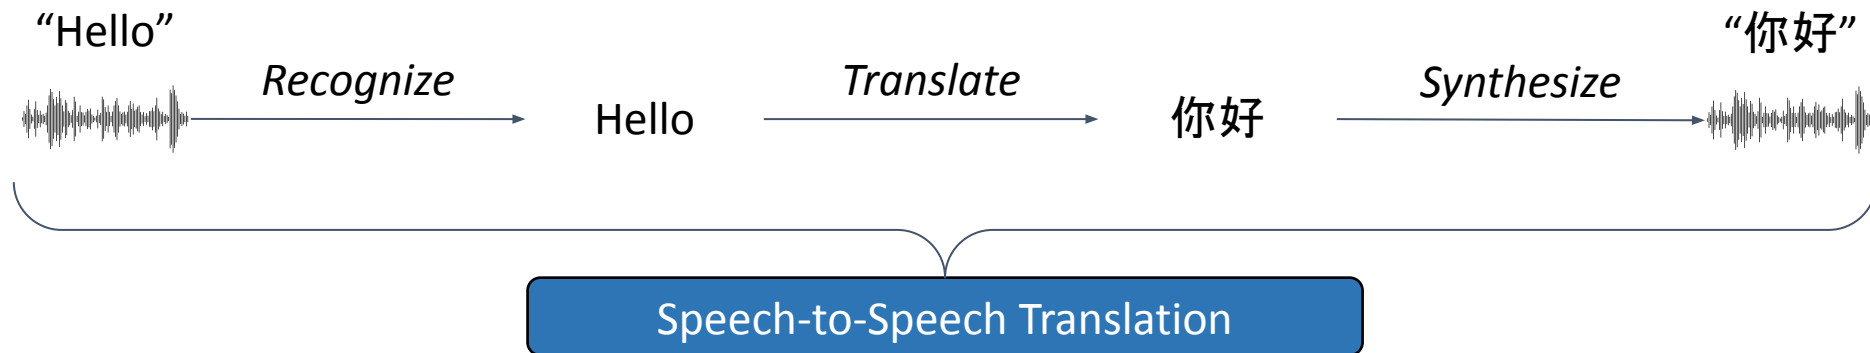 “Hello”
“你好”
Recognize
Translate
Synthesize
Hello
你好
Speech-to-Speech Translation